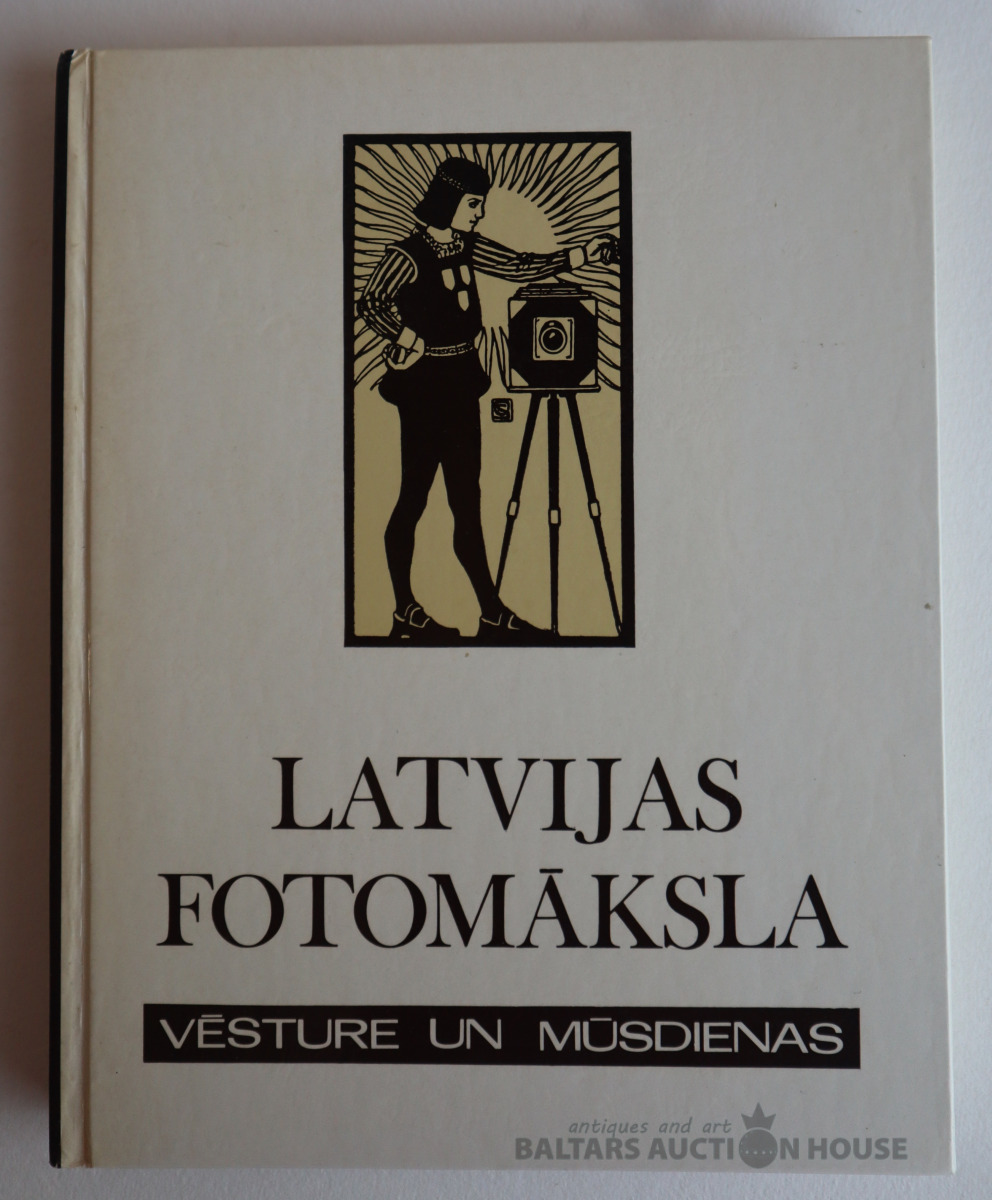 LATVIJAS
FOTOMĀKSLA
VĒSTURE UN MŪSDIENAS
antiques and art
BALTARS AUCTION HOUSE